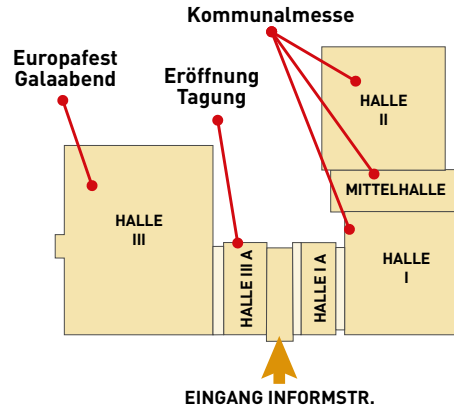 Kommunalmesse
Europafest
Galaabend
Eröffnung
Tagung
HALLE
II
MITTELHALLE
HALLE
III
HALLE III A
HALLE I A
HALLE
I
EINGANG INFORMSTR.